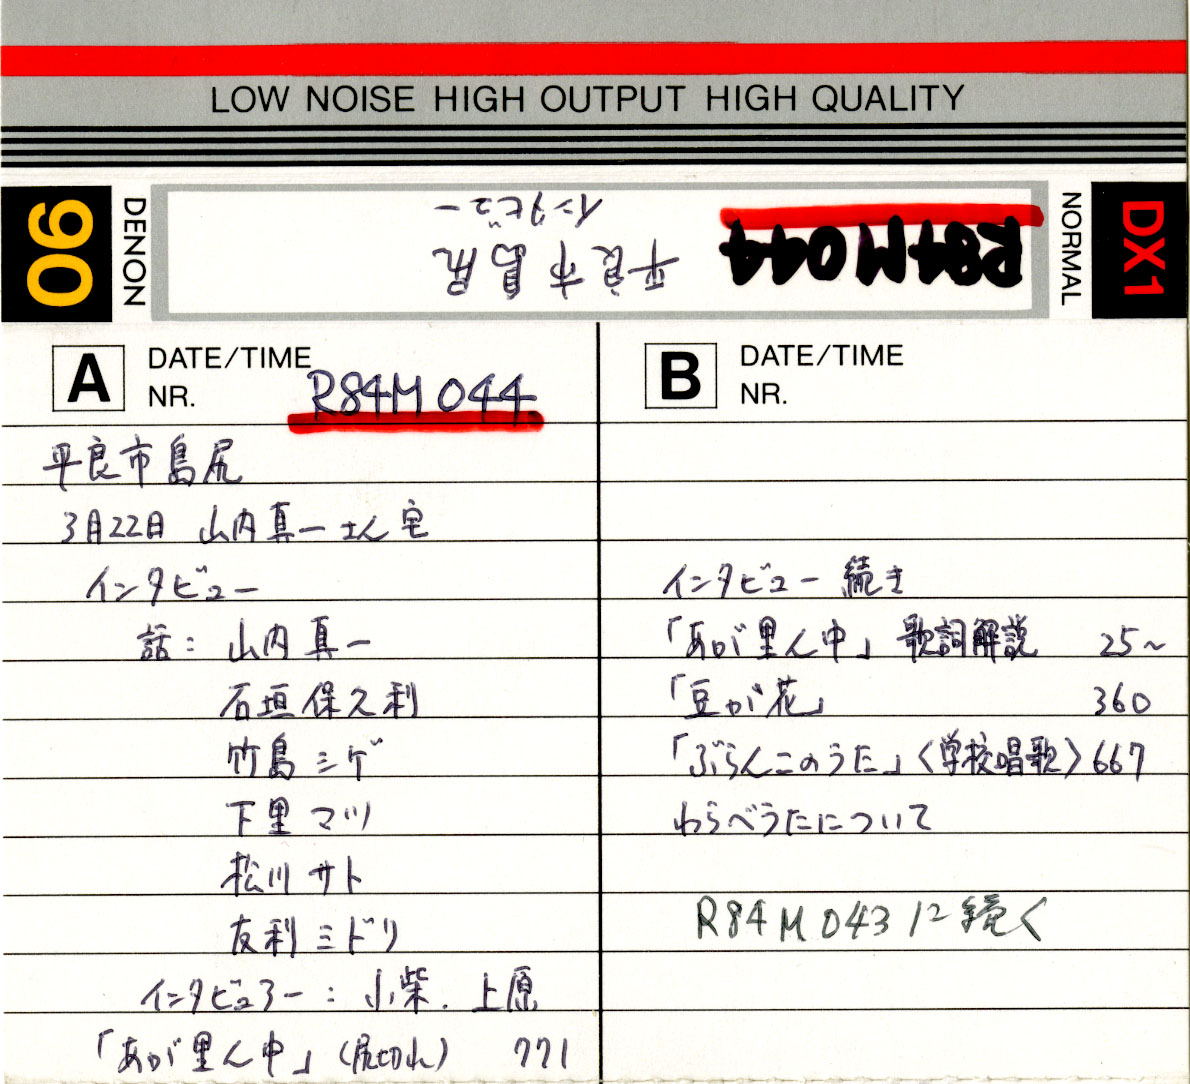 LOW NOISE HIGH OUTPUT HIGH QUALITY
90
DENON
R84M044
平良市島尻
インタビュー
NORMAL
DX1
A
DATE/TIME
NR.
R84M044
平良市島尻
3月22日 山内真一さん宅
インタビュー
話: 山内真一
石垣保久利
竹島シゲ
下里マツ
松川サト
友利ミドリ
インタビュアー: 小柴. 上原
「あが里ん中」(尻切れ) 771
B
DATE/TIME
NR.
インタビュー続き
「あが里ん中」歌詞解説 25~
「豆が花」 360
「ぶらんこのうた」〈学校唱歌〉667
わらべうたについて
R84M043に続く